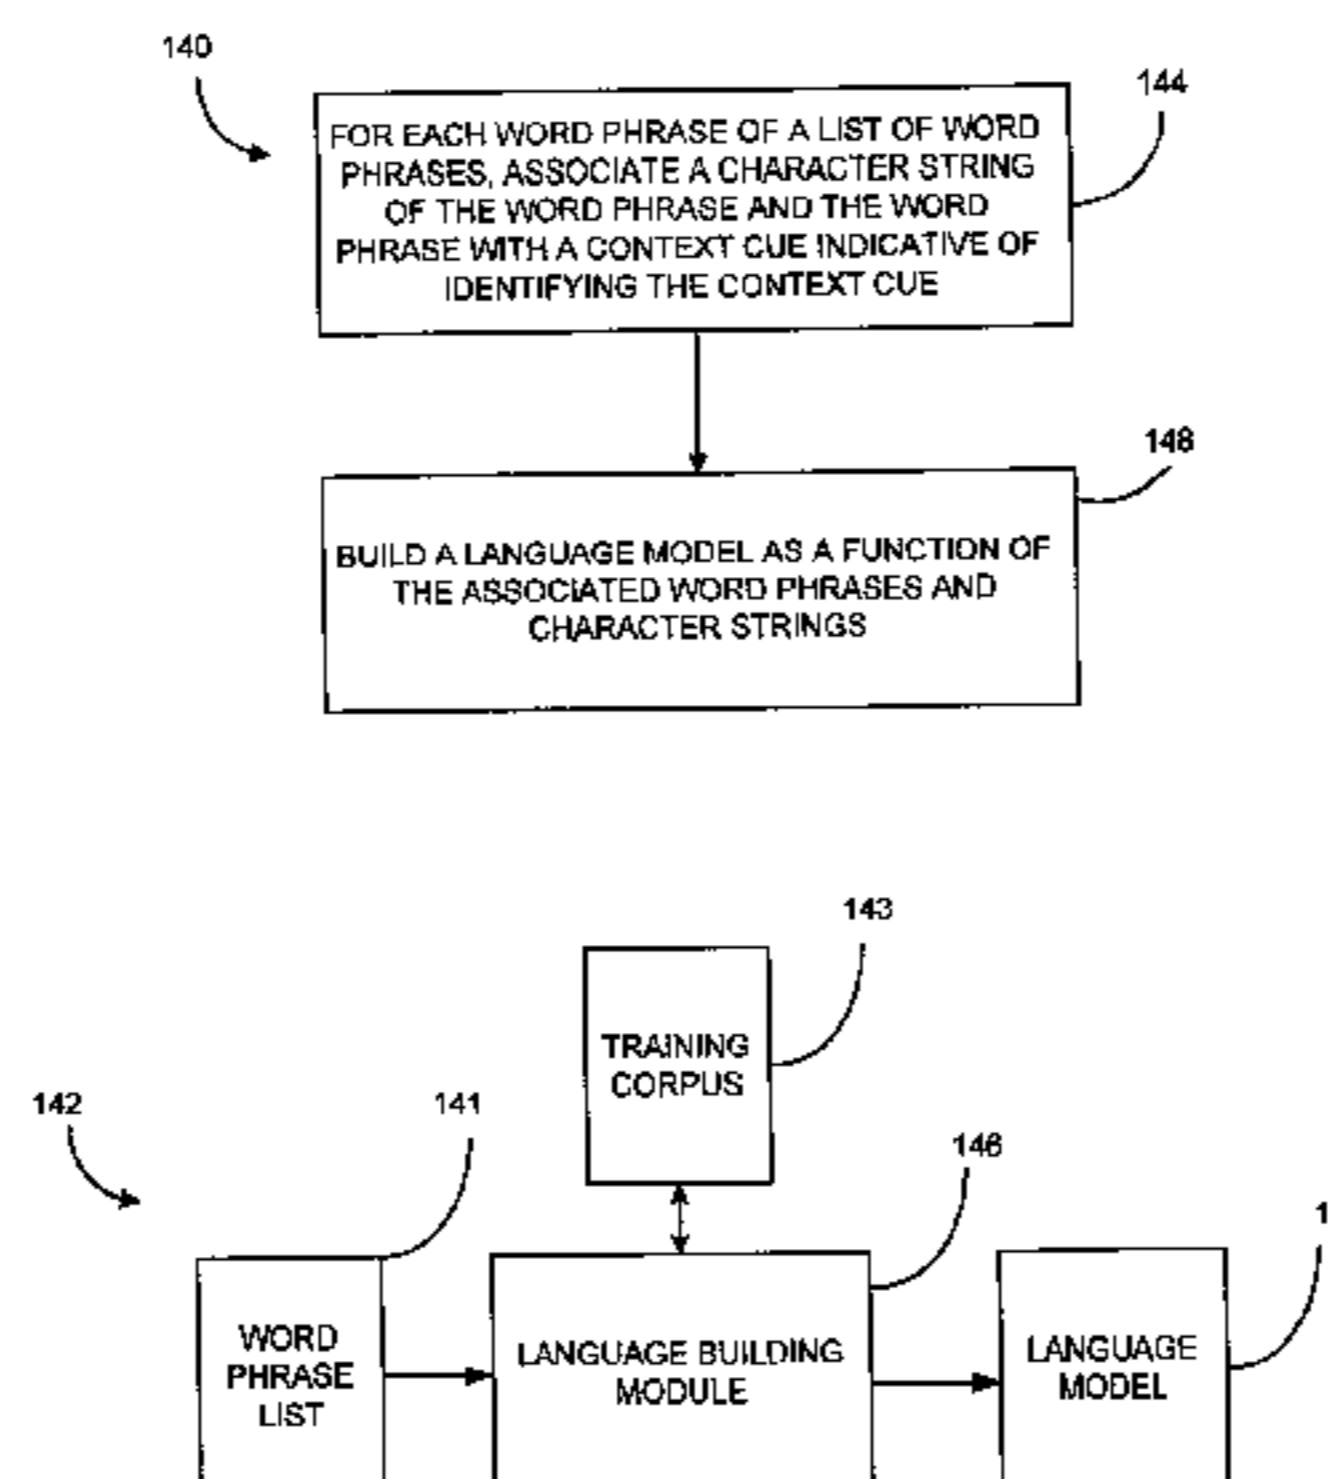 140
144
FOR EACH WORD PHRASE OF A LIST OF WORD
PHRASES, ASSOCIATE A CHARACTER STRING
OF THE WORD PHRASE AND THE WORD
PHRASE WITH A CONTEXT CUE INDICATIVE OF
IDENTIFYING THE CONTEXT CUE
148
BUILD A LANGUAGE MODEL AS A FUNCTION OF
THE ASSOCIATED WORD PHRASES AND
CHARACTER STRINGS
143
TRAINING
CORPUS
142
141
146
1
WORD
PHRASE
LIST
LANGUAGE BUILDING
MODULE
LANGUAGE
MODEL